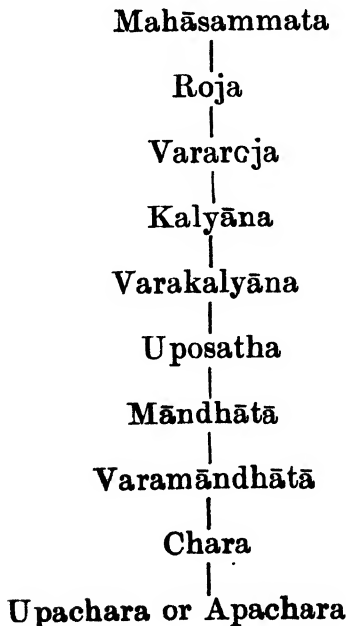 Mahāsammata
Roja
Vararoja
Kalyāna
Varakalyāna
Uposatha
Māndhātā
Varamāndhātā
Chara
Upachara or Apachara